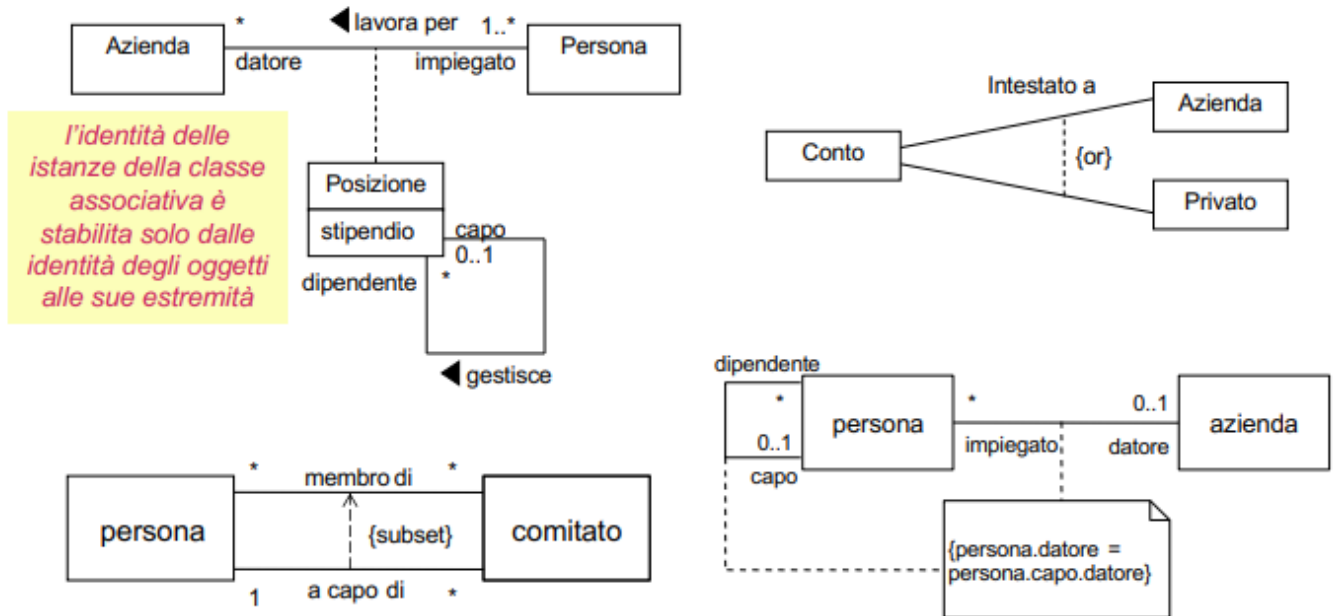 Azienda
*
datore
lavora per
1..*
impiegato
Persona
l'identità delle
istanze della classe
associativa è
stabilita solo dalle
identità degli oggetti
alle sue estremità
Posizione
stipendio
capo
0..1
dipendente
*
gestisce
Conto
Intestato a
{or}
Azienda
Privato
persona
*
membro di
*
{subset}
1
a capo di
*
comitato
dipendente
*
0..1
capo
persona
*
impiegato
0..1
datore
azienda
{persona.datore =
persona.capo.datore}